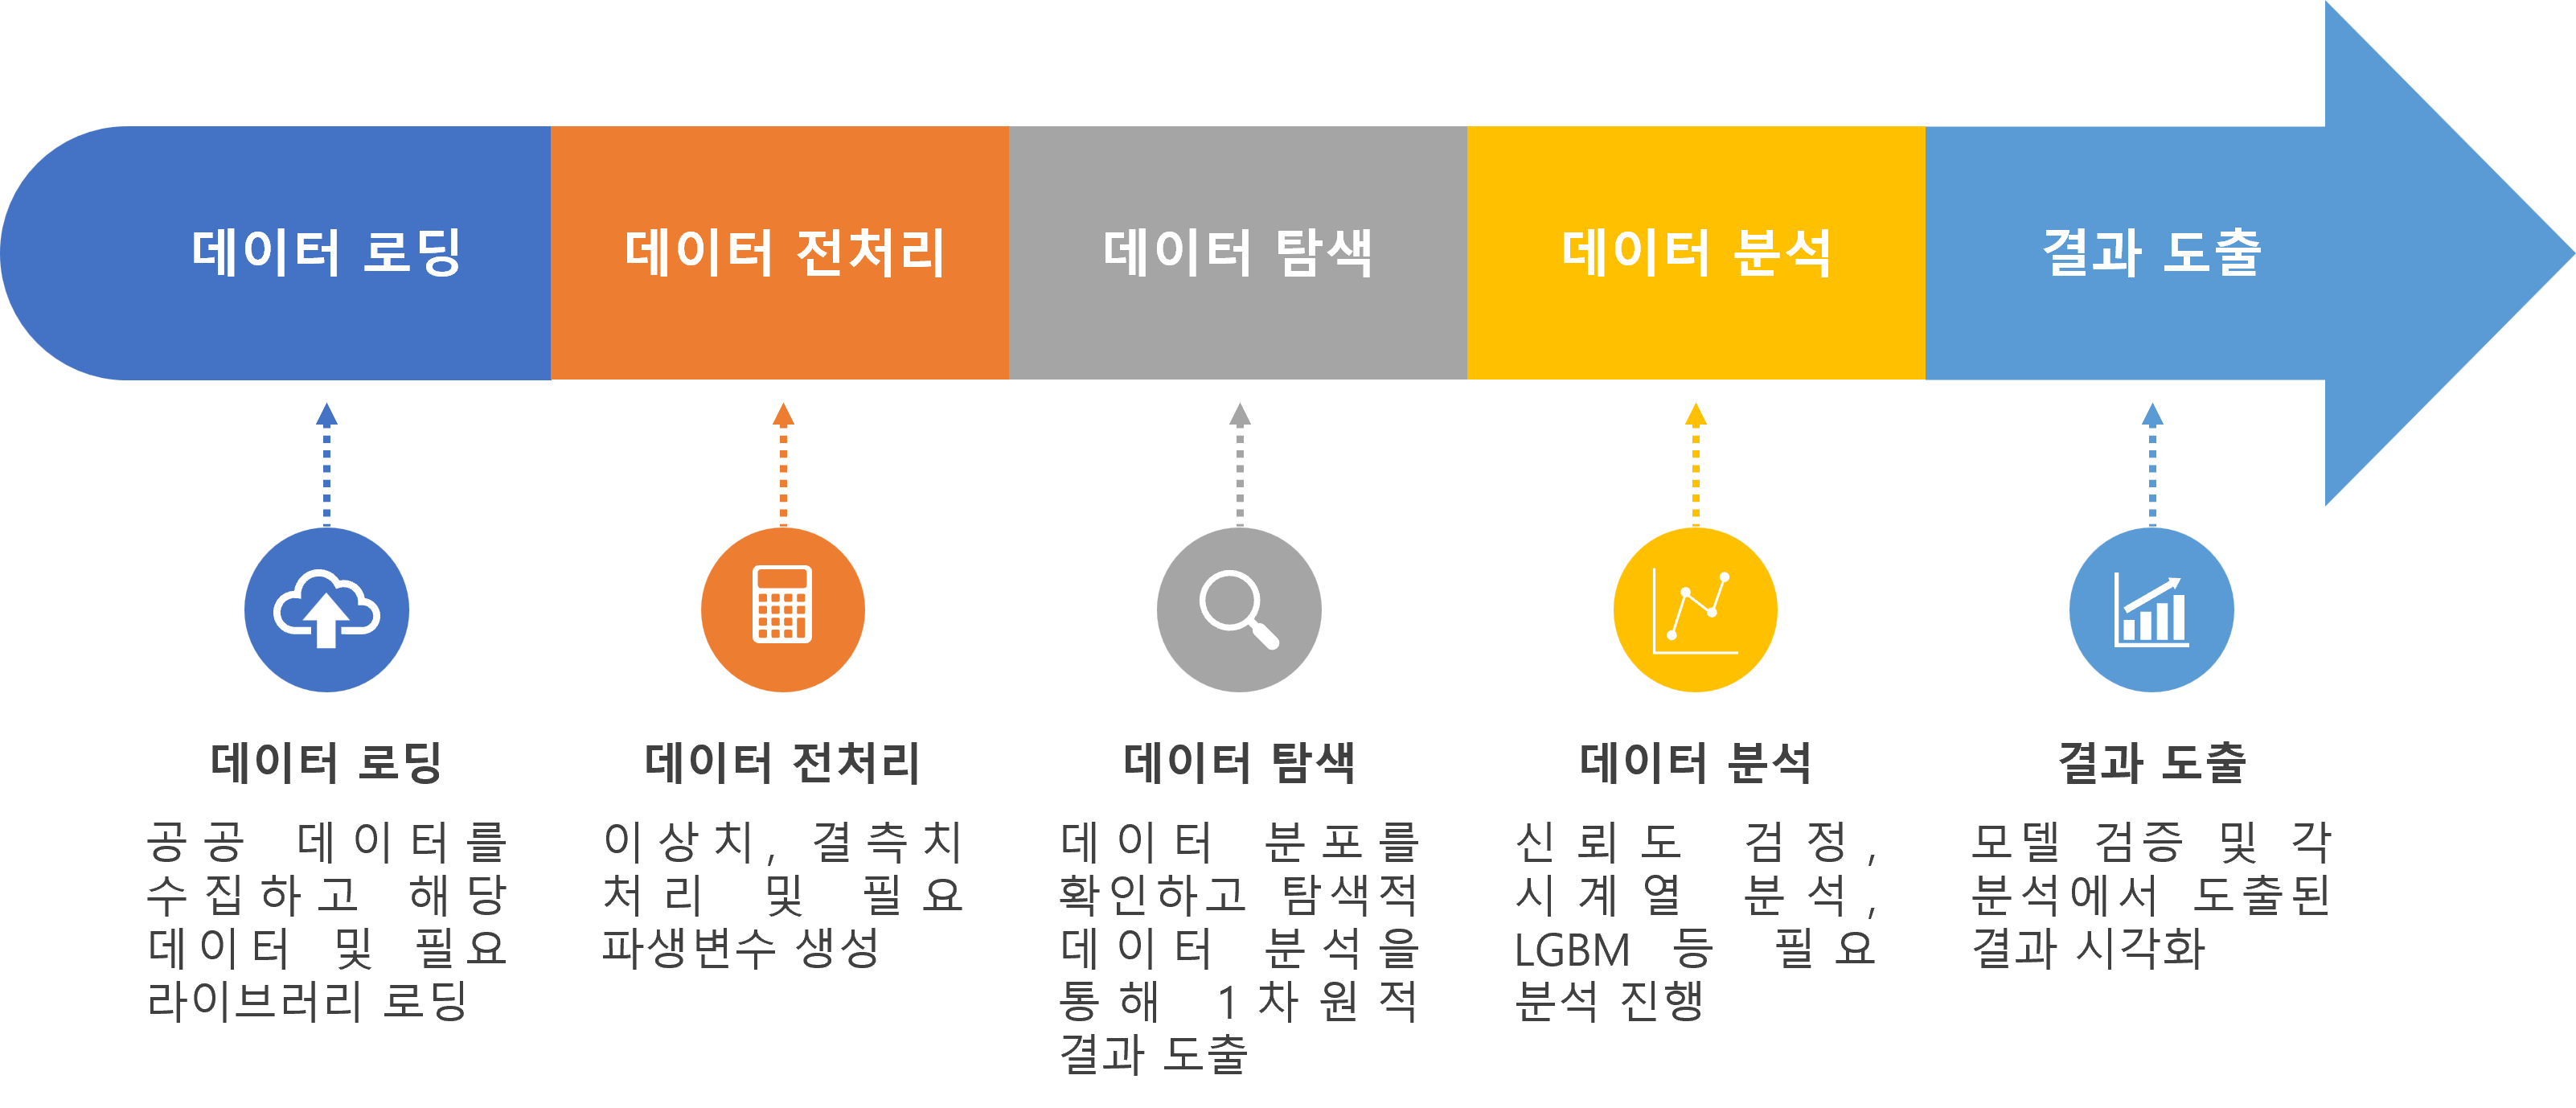 데이터 로딩
데이터 전처리
데이터 탐색
데이터 분석
결과 도출
데이터 로딩
공공 데이터를
수집하고 해당
데이터 및 필요
라이브러리 로딩
데이터 전처리
이상치, 결측치
처리 및 필요
파생변수 생성
데이터 탐색
데이터 분포를
확인하고 탐색적
데이터 분석을
통해 1차원적
결과 도출
데이터 분석
신뢰도 검정,
시계열 분석,
LGBM 등 필요
분석 진행
결과 도출
모델 검증 및 각
분석에서 도출된
결과 시각화